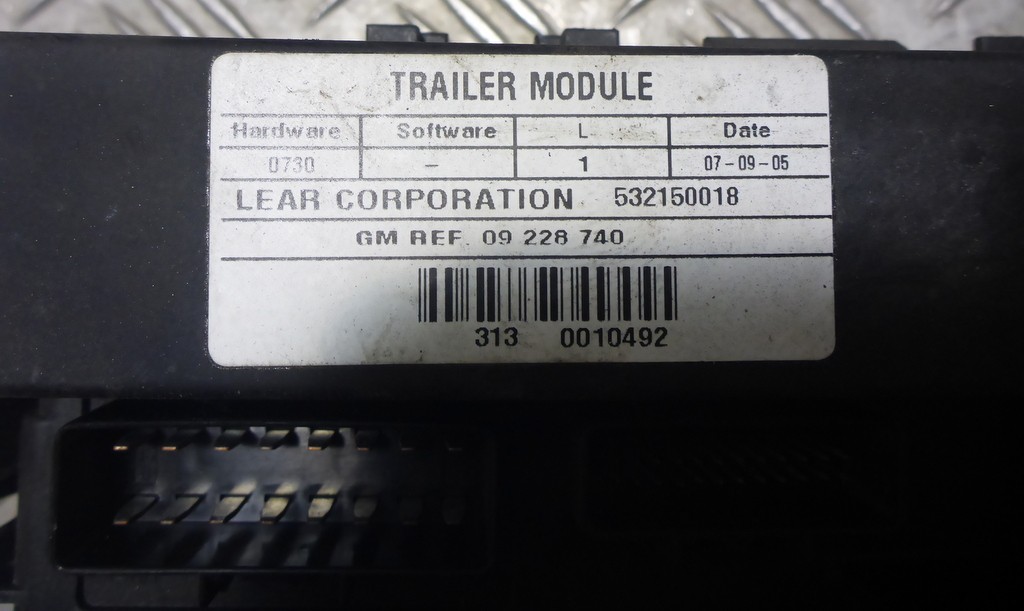 TRAILER MODULE
Hardware Software L Date
0730 – 1 07-09-05
LEAR CORPORATION 532150018
GM REF. 09 228 740
313 0010492